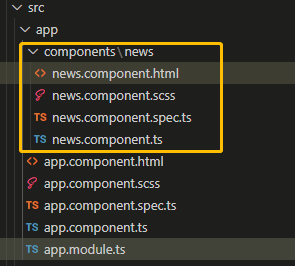 src
app
components\news
<> news.component.html
news.component.scss
TS news.component.spec.ts
TS news.component.ts
<> app.component.html
app.component.scss
TS app.component.spec.ts
TS app.component.ts
TS app.module.ts